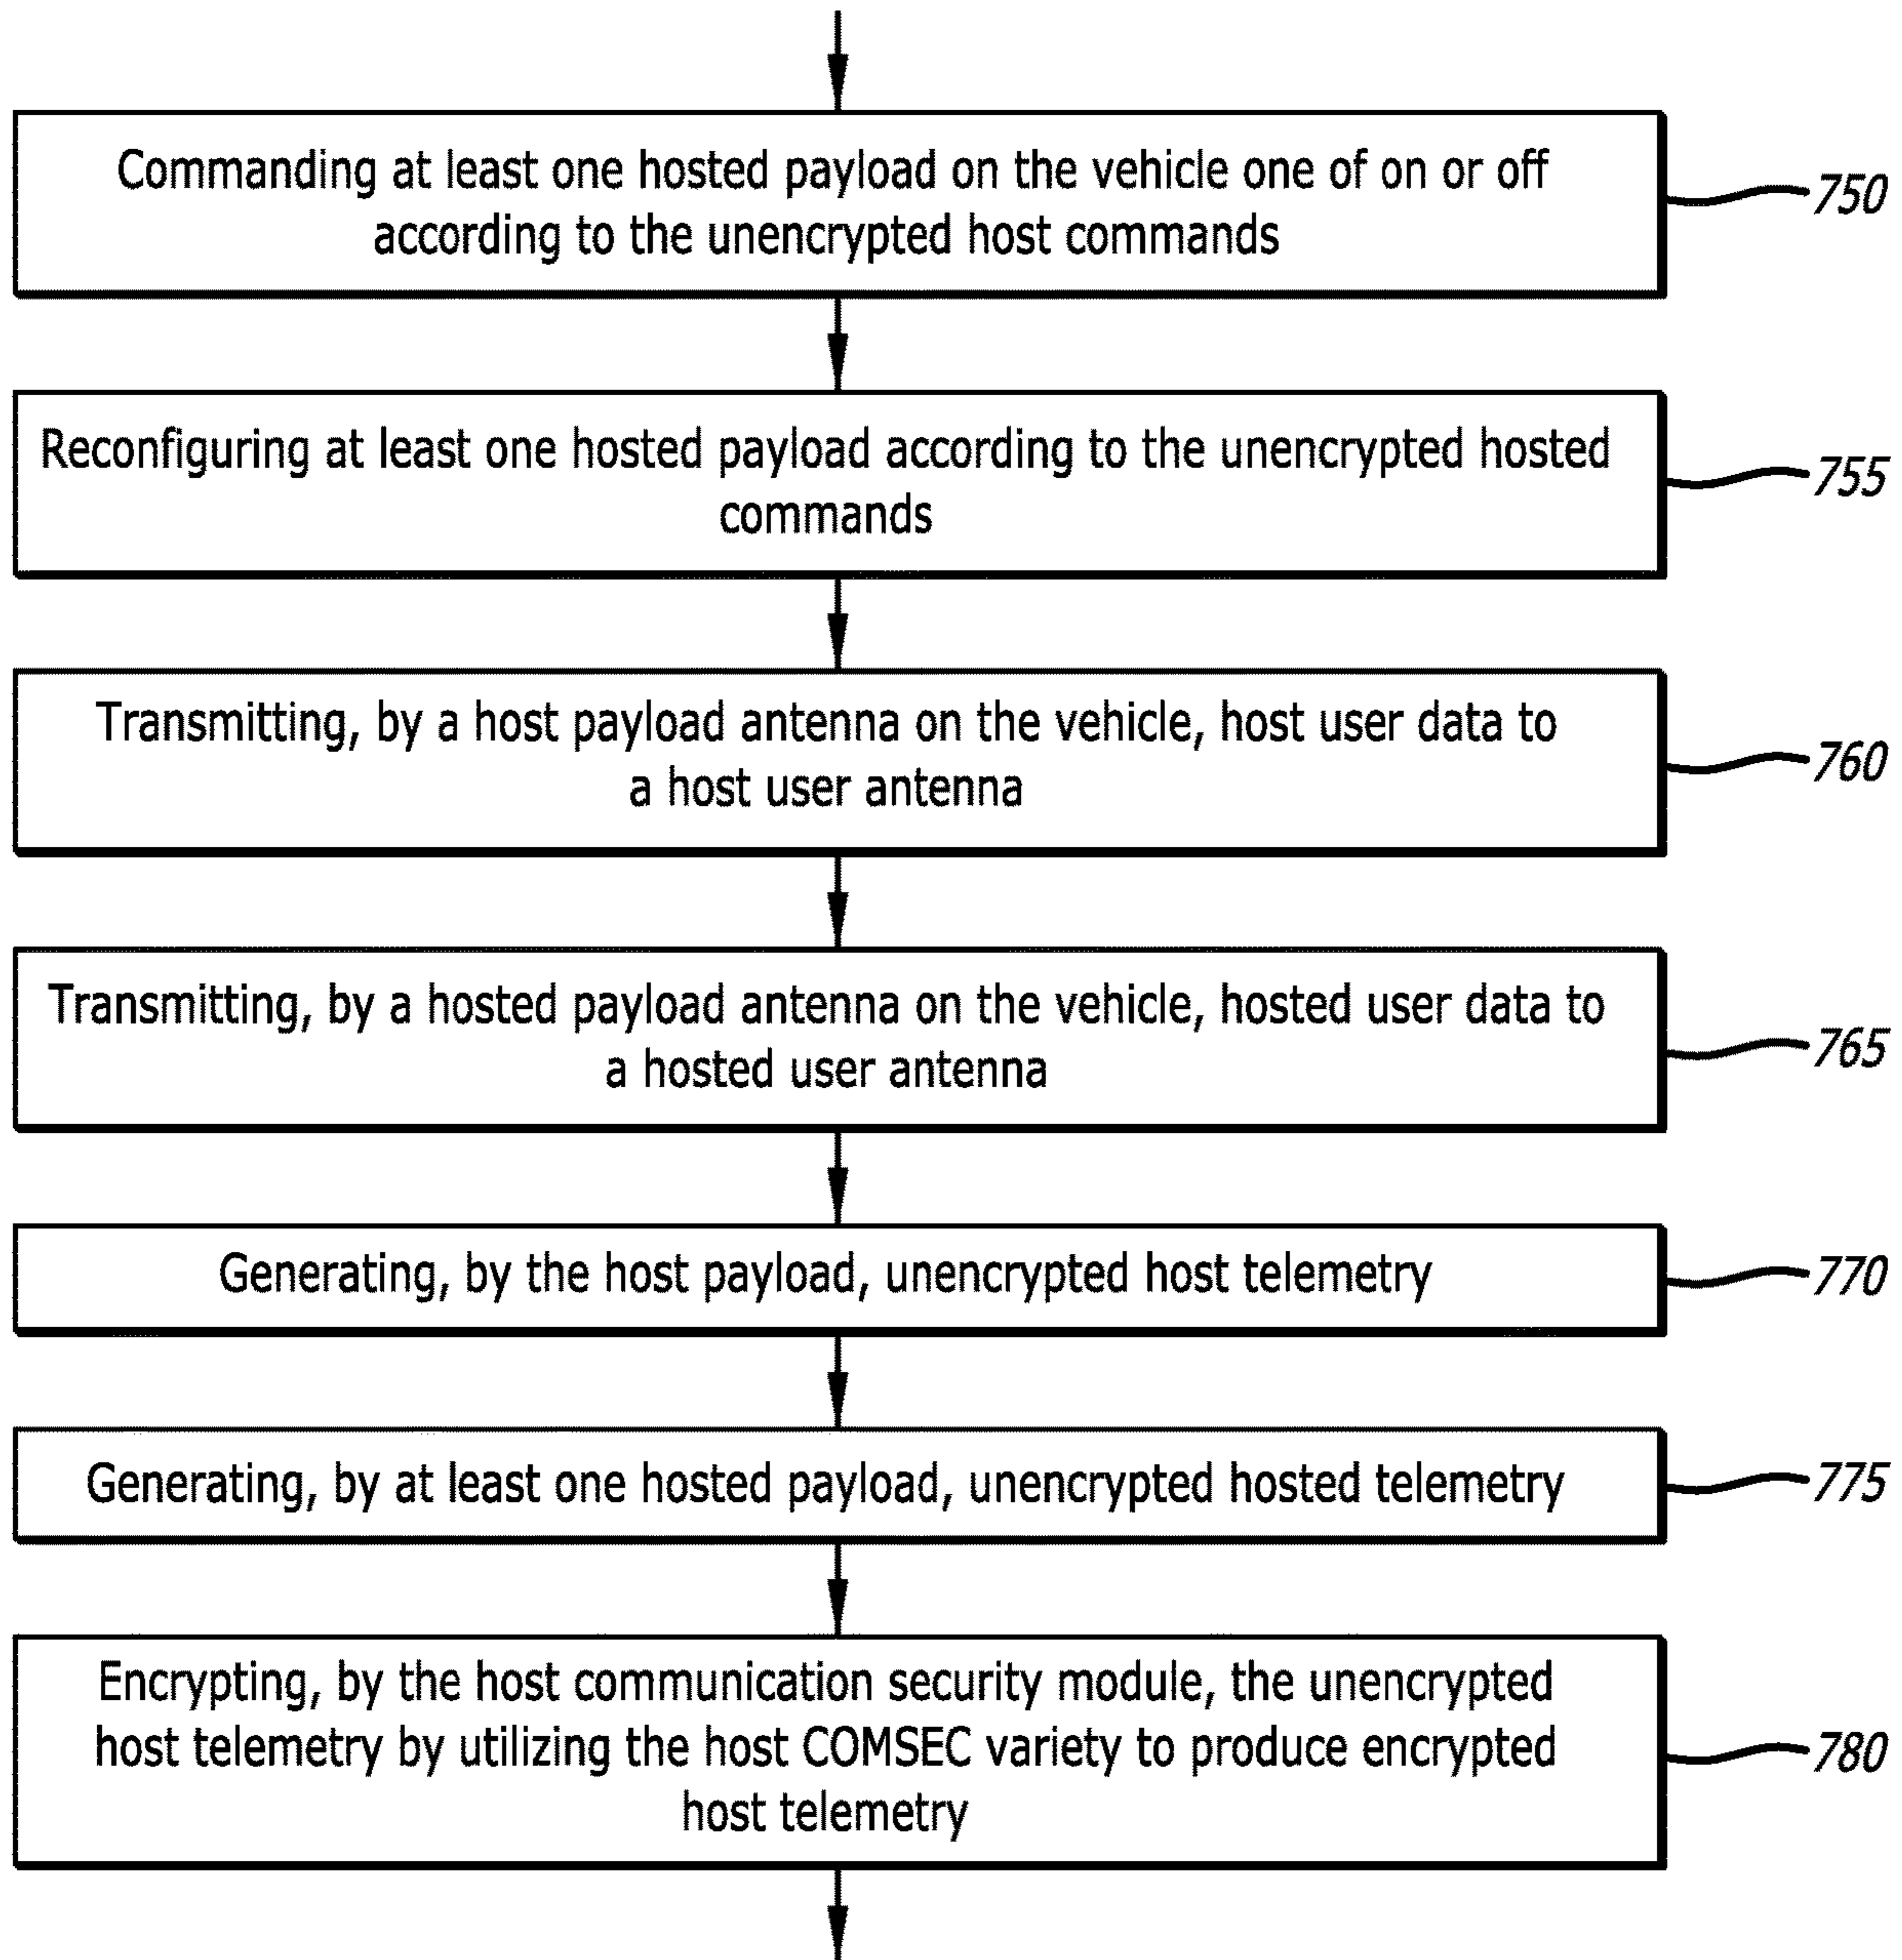 Commanding at least one hosted payload on the vehicle one of on or off
according to the unencrypted host commands
750
Reconfiguring at least one hosted payload according to the unencrypted hosted
commands
755
Transmitting, by a host payload antenna on the vehicle, host user data to
a host user antenna
760
Transmitting, by a hosted payload antenna on the vehicle, hosted user data to
a hosted user antenna
765
Generating, by the host payload, unencrypted host telemetry
770
Generating, by at least one hosted payload, unencrypted hosted telemetry
775
Encrypting, by the host communication security module, the unencrypted
host telemetry by utilizing the host COMSEC variety to produce encrypted
host telemetry
780